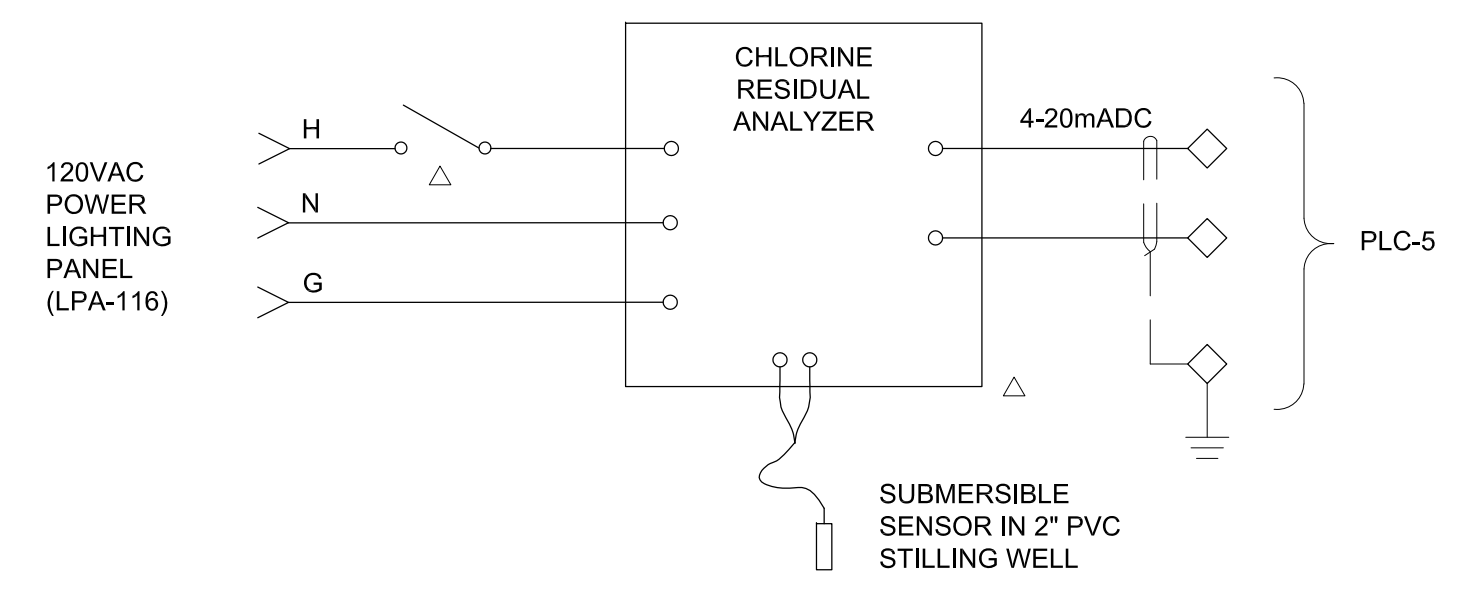 120VAC
POWER
LIGHTING
PANEL
(LPA-116)
H
N
G
CHLORINE
RESIDUAL
ANALYZER
4-20mADC
PLC-5
SUBMERSIBLE
SENSOR IN 2" PVC
STILLING WELL